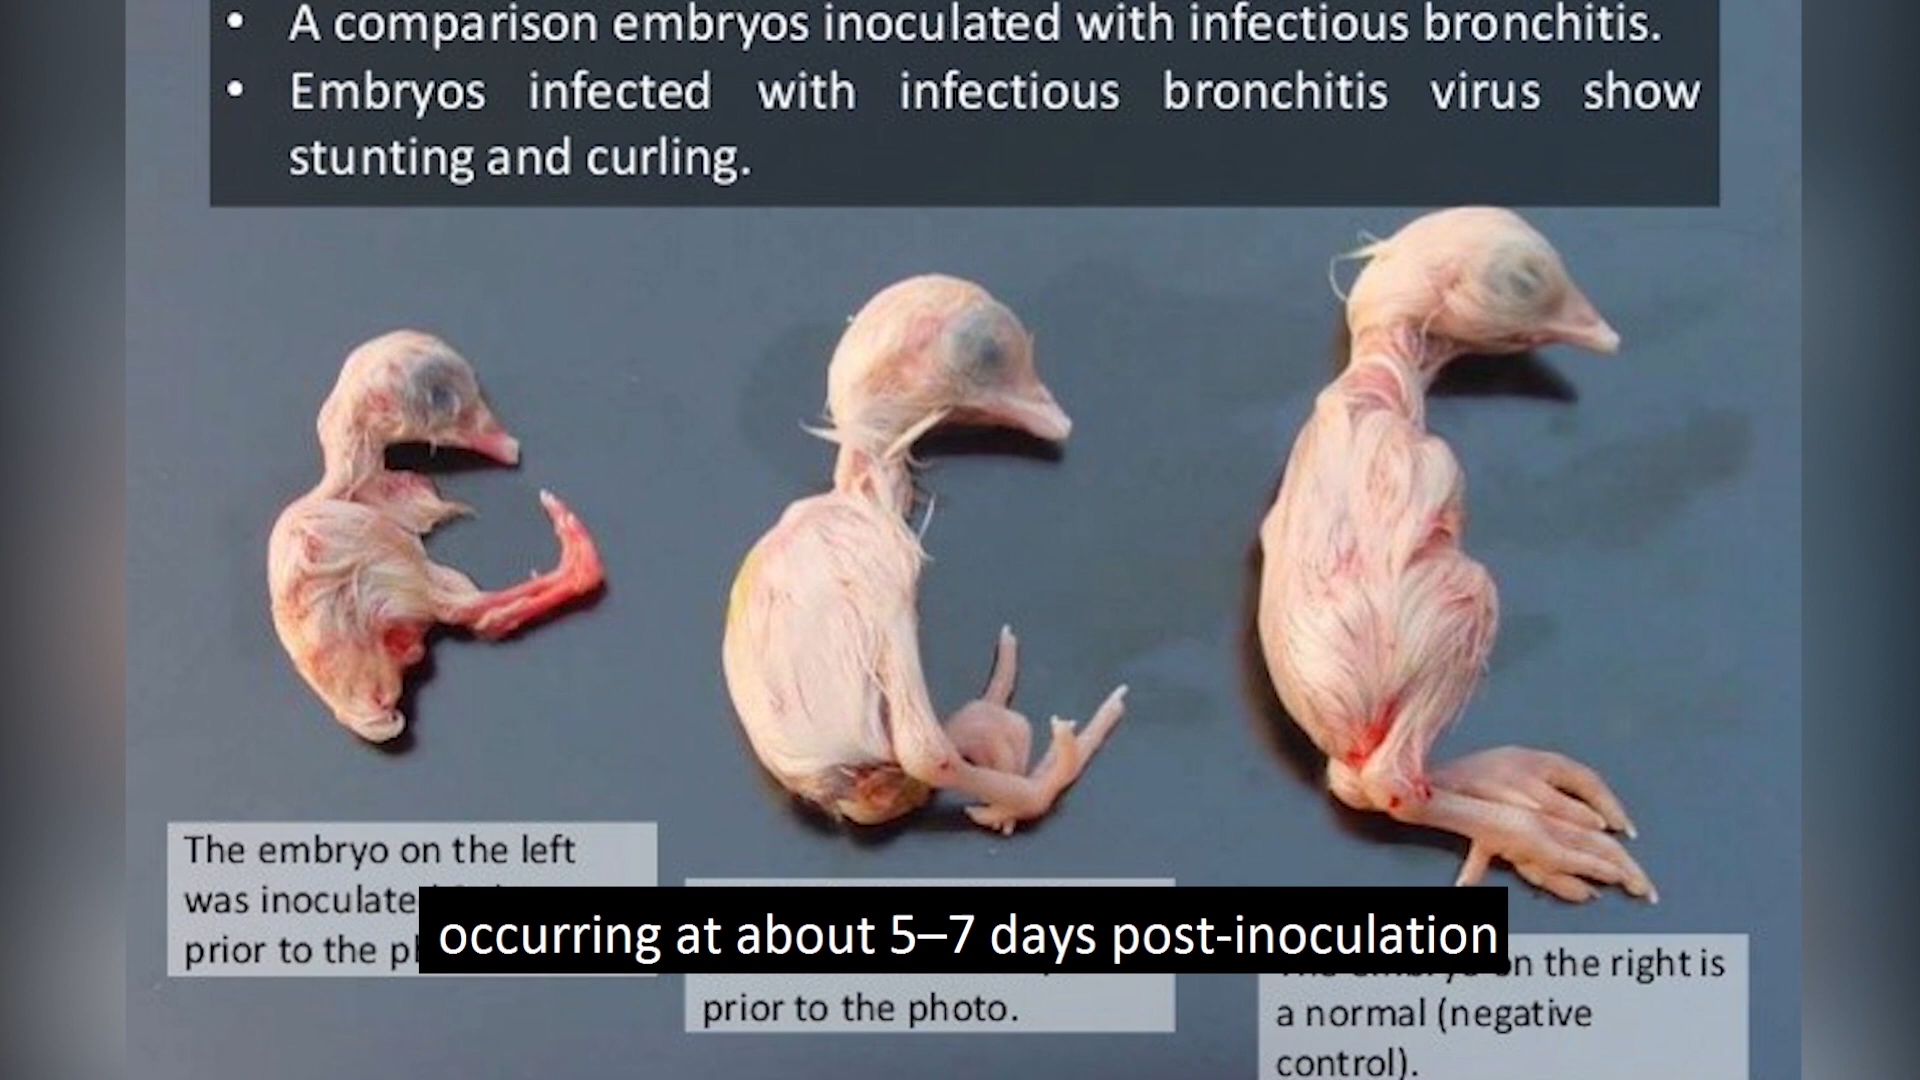 • A comparison embryos inoculated with infectious bronchitis.
• Embryos infected with infectious bronchitis virus show
stunting and curling.
The embryo on the left
was inoculate
prior to the p
occurring at about 5–7 days post-inoculation
prior to the photo.
on the right is
a normal (negative
control).